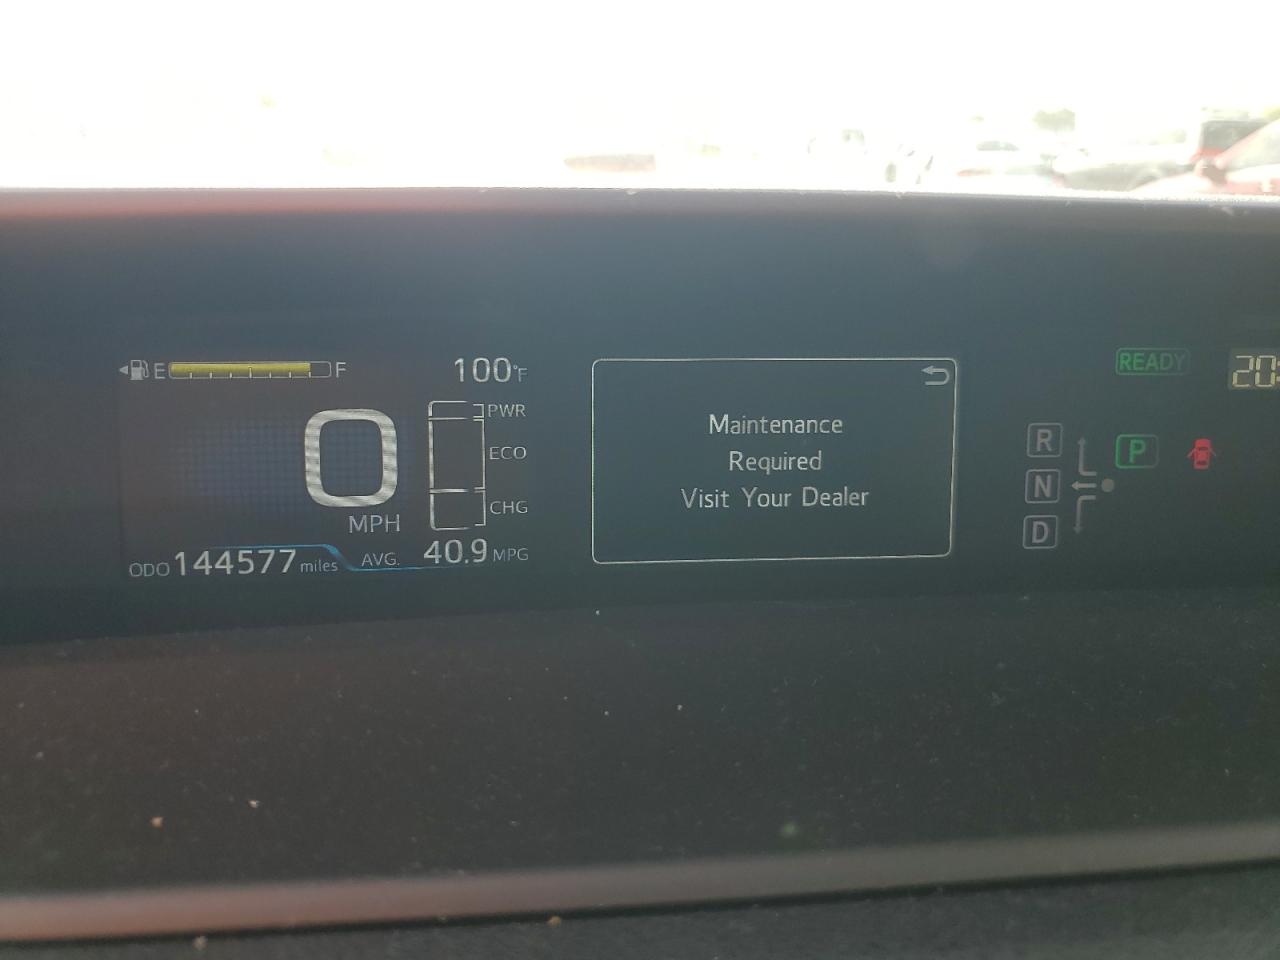 E F
100°F
0
MPH
PWR
ECO
CHG
ODO 144577 miles
AVG. 40.9 MPG
Maintenance
Required
Visit Your Dealer
READY
20:
R
N
D
P